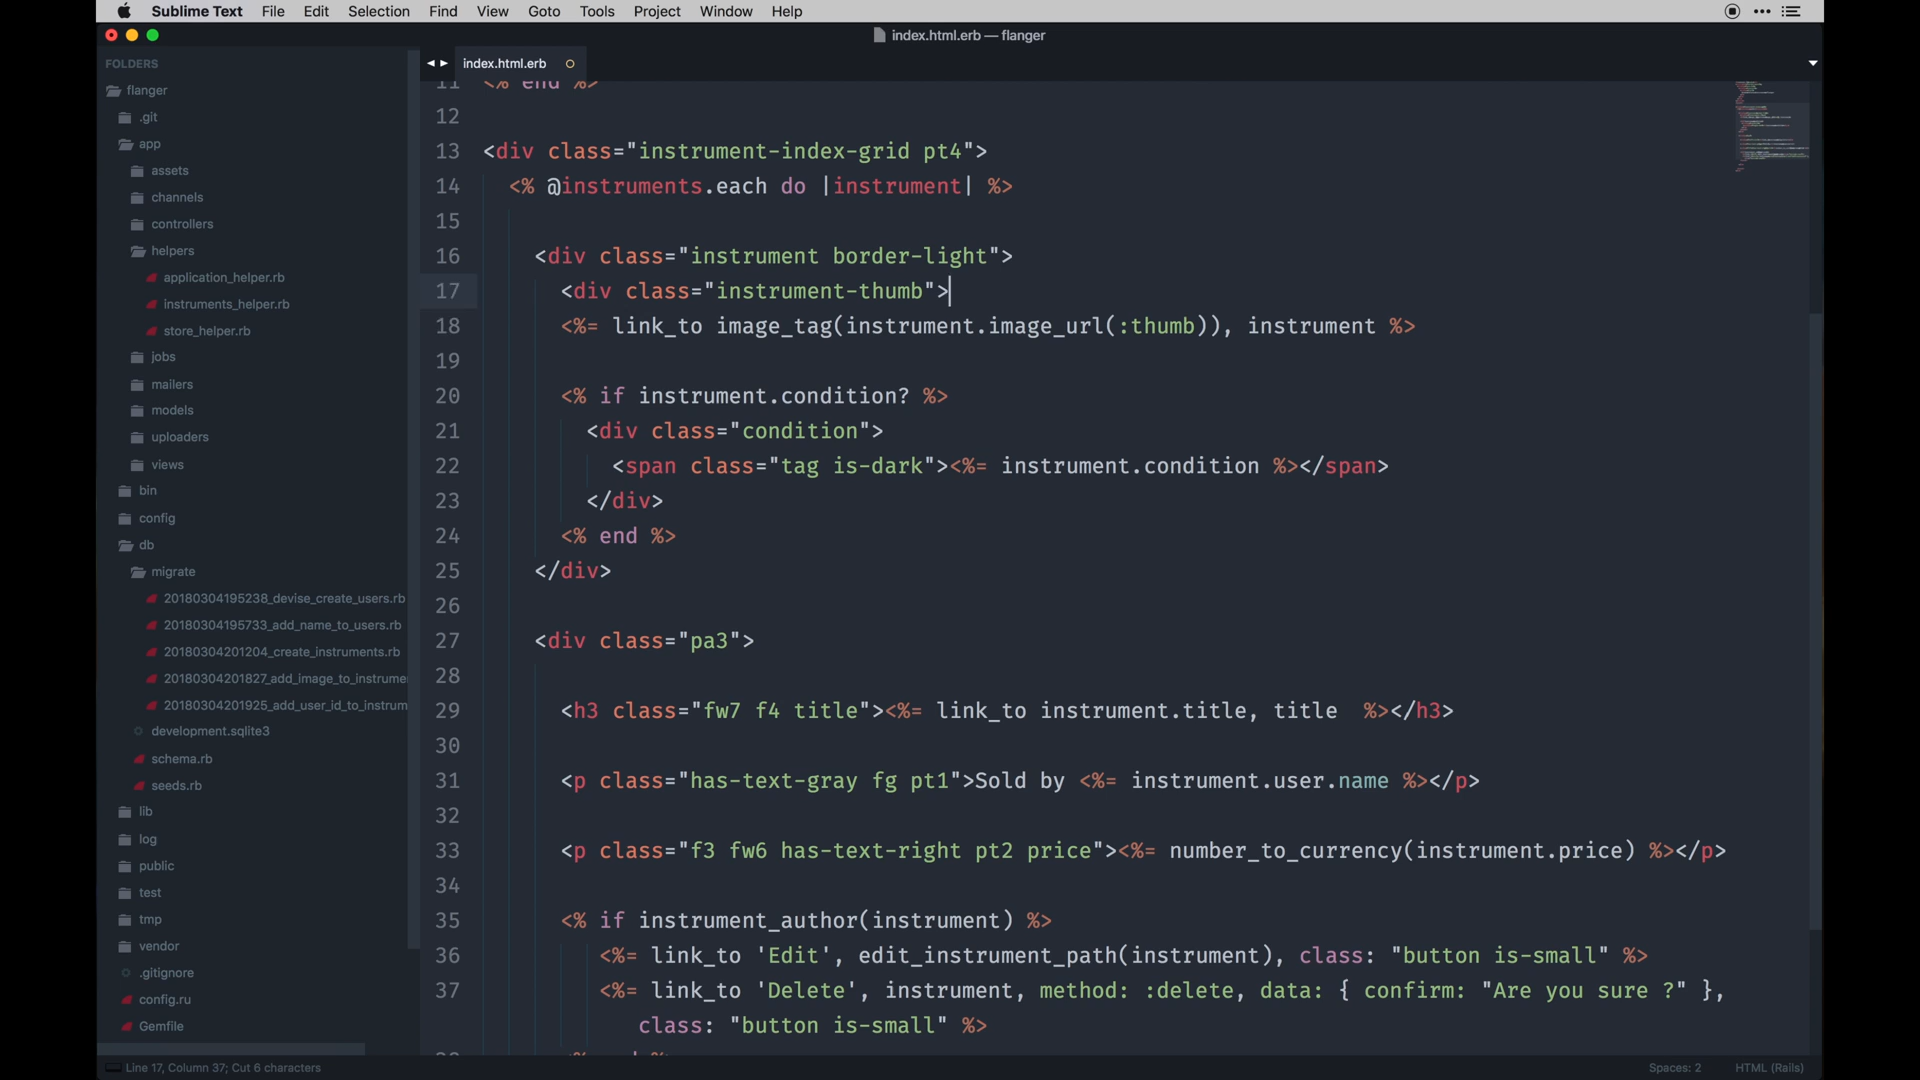 Sublime Text File Edit Selection Find View Goto Tools Project Window Help
index.html.erb — flanger
FOLDERS
flanger
.git
app
assets
channels
controllers
helpers
application_helper.rb
instruments_helper.rb
store_helper.rb
jobs
mailers
models
uploaders
views
bin
config
db
migrate
20180304195238_devise_create_users.rb
20180304195733_add_name_to_users.rb
20180304201204_create_instruments.rb
20180304201827_add_image_to_instrume
20180304201925_add_user_id_to_instrum
development.sqlite3
schema.rb
seeds.rb
lib
log
public
test
tmp
vendor
.gitignore
config.ru
Gemfile
index.html.erb
11 <% end %>
12
13 <div class="instrument-index-grid pt4">
14 <% @instruments.each do |instrument| %>
15
16 <div class="instrument border-light">
17 <div class="instrument-thumb">
18 <%= link_to image_tag(instrument.image_url(:thumb)), instrument %>
19
20 <% if instrument.condition? %>
21 <div class="condition">
22 <span class="tag is-dark"><%= instrument.condition %></span>
23 </div>
24 <% end %>
25 </div>
26
27 <div class="pa3">
28
29 <h3 class="fw7 f4 title"><%= link_to instrument.title, title  %></h3>
30
31 <p class="has-text-gray fg pt1">Sold by <%= instrument.user.name %></p>
32
33 <p class="f3 fw6 has-text-right pt2 price"><%= number_to_currency(instrument.price) %></p>
34
35 <% if instrument_author(instrument) %>
36 <%= link_to 'Edit', edit_instrument_path(instrument), class: "button is-small" %>
37 <%= link_to 'Delete', instrument, method: :delete, data: { confirm: "Are you sure ?" },
class: "button is-small" %>
Line 17, Column 37; Cut 6 characters
Spaces: 2
HTML (Rails)